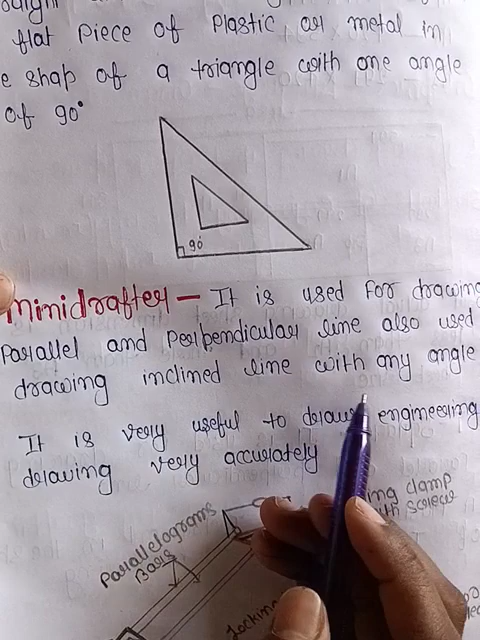 flat piece of Plastic or metal in
e shap of a triangle with one angle
of 90°
90°
Minidrafter — It is used for drawing
Parallel and Perpendicular line also used
drawing inclined line with any angle
It is very useful to draw engineering
drawing very accurately
ing clamp
ith screw
Parallelograms
Bars
Locking